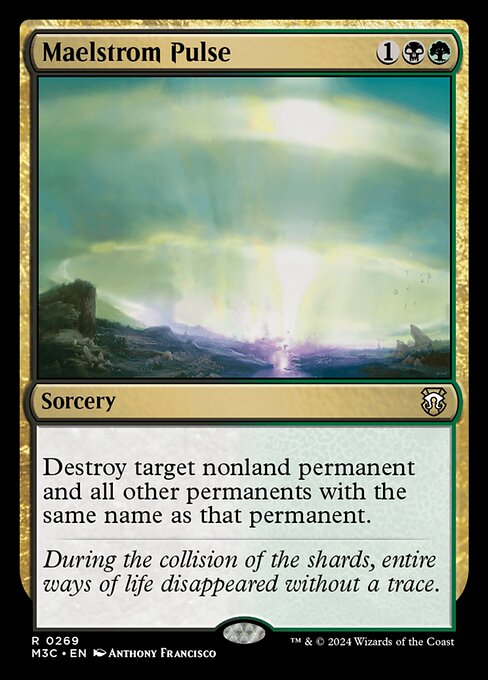 Maelstrom Pulse 1
Sorcery
Destroy target nonland permanent
and all other permanents with the
same name as that permanent.
During the collision of the shards, entire
ways of life disappeared without a trace.
R 0269
M3C • EN Anthony Francisco
™ & © 2024 Wizards of the Coast